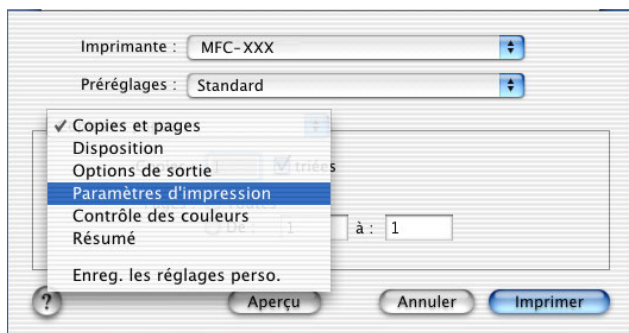 Imprimante : MFC-XXX
Préréglages : Standard
✓ Copies et pages
Disposition
Options de sortie
triées
Paramètres d'impression
Contrôle des couleurs
De : 1 à : 1
Résumé
Enreg. les réglages perso.
? Aperçu Annuler Imprimer